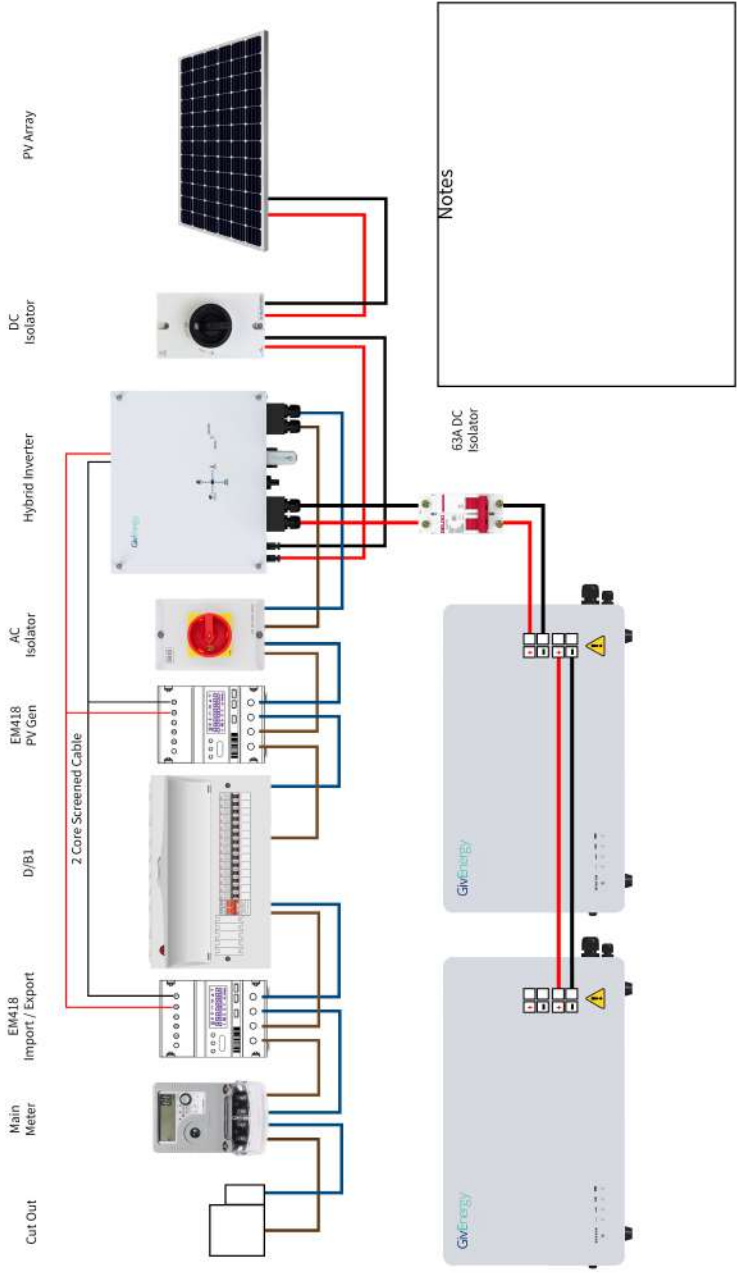 Cut Out
Main
Meter
EM418
Import / Export
D/B1
EM418
PV Gen
AC
Isolator
Hybrid Inverter
DC
Isolator
PV Array
2 Core Screened Cable
GivEnergy
63A DC
Isolator
Notes
GivEnergy
GivEnergy